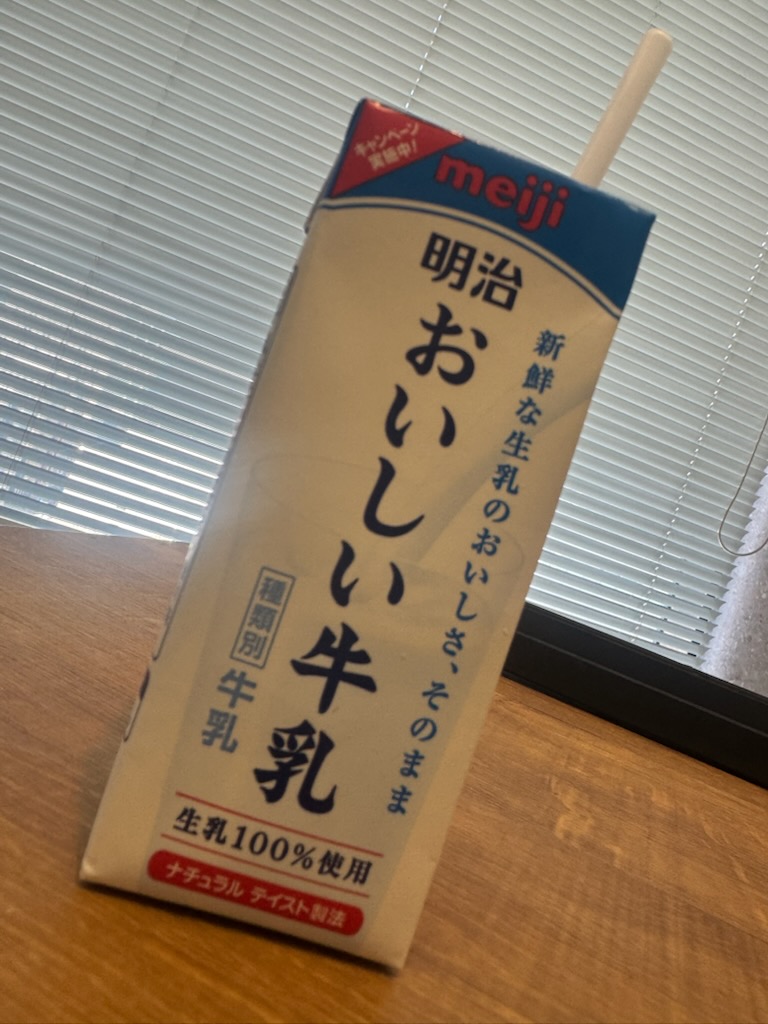 キャンペーン
実施中!
meiji
明治
おいしい牛乳
新鮮な生乳のおいしさ、そのまま
種類別
牛乳
生乳100%使用
ナチュラル テイスト製法